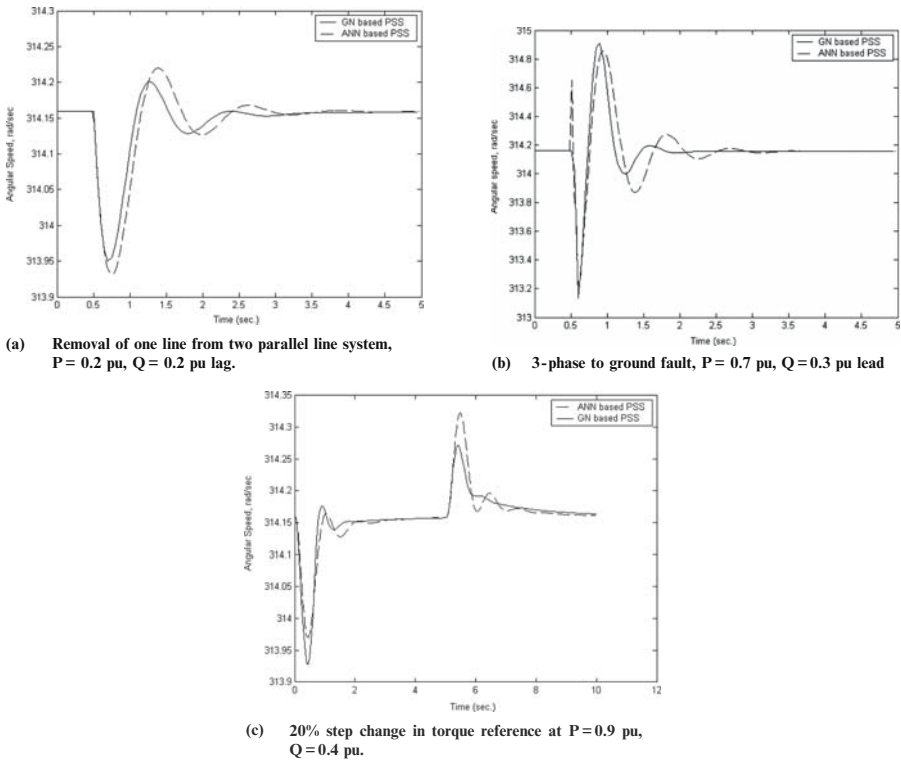 314.3
314.25
314.2
314.15
314.1
314.05
314
313.95
313.9
Angular Speed, rad/sec
GN based PSS
ANN based PSS
0 0.5 1 1.5 2 2.5 3 3.5 4 4.5 5
Time (sec.)
(a) Removal of one line from two parallel line system,
P = 0.2 pu, Q = 0.2 pu lag.
315
314.8
314.6
314.4
314.2
314
313.8
313.6
313.4
313.2
313
Angular speed, rad/sec
GN based PSS
ANN based PSS
0 0.5 1 1.5 2 2.5 3 3.5 4 4.5 5
Time (sec.)
(b) 3-phase to ground fault, P = 0.7 pu, Q = 0.3 pu lead
314.35
314.3
314.25
314.2
314.15
314.1
314.05
314
313.95
313.9
Angular Speed, rad/sec
ANN based PSS
GN based PSS
0 2 4 6 8 10 12
Time (sec.)
(c) 20% step change in torque reference at P = 0.9 pu,
Q = 0.4 pu.